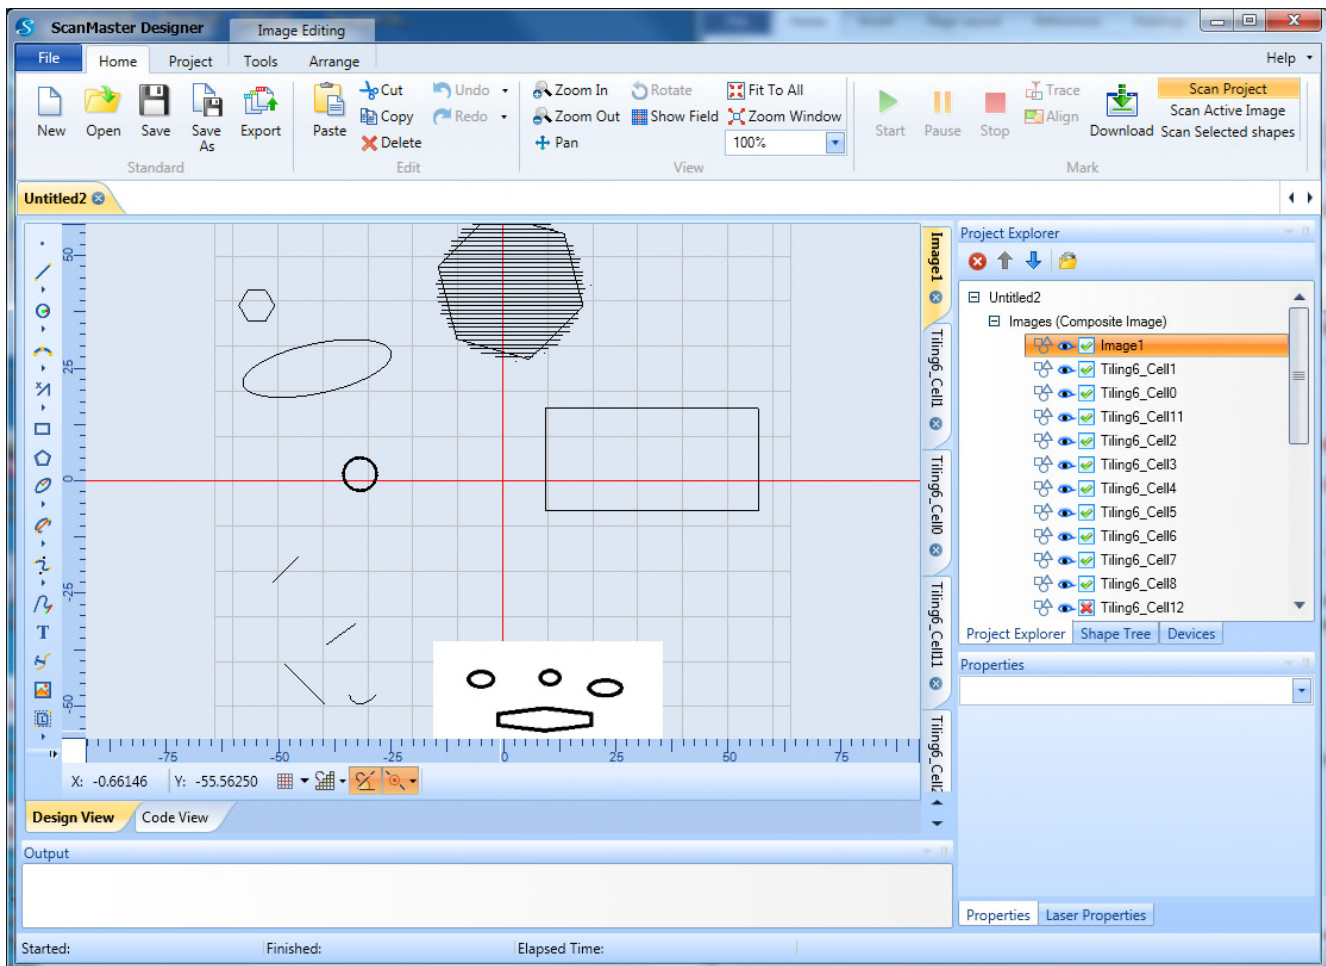 ScanMaster Designer Image Editing
File Home Project Tools Arrange Help
New Open Save Save As Export
Standard
Paste Cut Copy Delete Undo Redo
Edit
Zoom In Rotate Fit To All
Zoom Out Show Field Zoom Window
Pan 100%
View
Start Pause Stop Trace Align Download
Scan Project
Scan Active Image
Scan Selected shapes
Mark
Untitled2
50
25
0
-25
-50
-75 -50 -25 0 25 50 75
X: -0.66146 Y: -55.56250
Design View Code View
Image1
Tiling6_Cell1
Tiling6_Cell0
Tiling6_Cell11
Tiling6_Cell2
Project Explorer
Untitled2
Images (Composite Image)
Image1
Tiling6_Cell1
Tiling6_Cell0
Tiling6_Cell11
Tiling6_Cell2
Tiling6_Cell3
Tiling6_Cell4
Tiling6_Cell5
Tiling6_Cell6
Tiling6_Cell7
Tiling6_Cell8
Tiling6_Cell12
Project Explorer Shape Tree Devices
Properties
Properties Laser Properties
Output
Started: Finished: Elapsed Time: